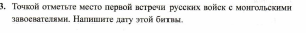 3. Точкой отметьте место первой встречи русских войск с монгольскими
завоевателями. Напишите дату этой битвы.